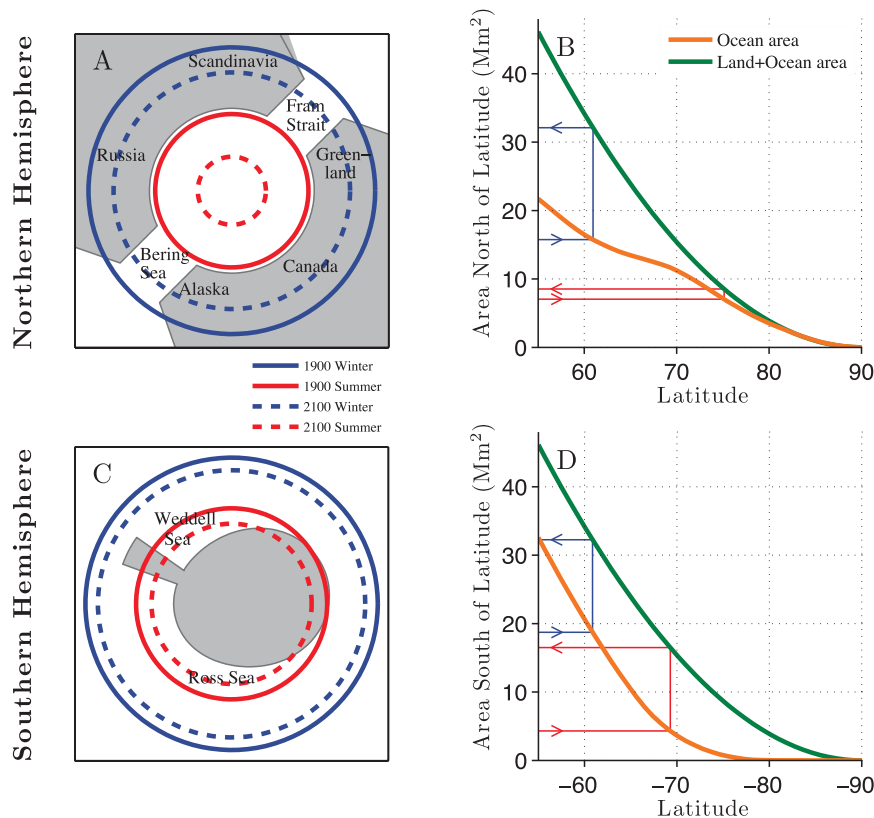 Northern Hemisphere
A
Scandinavia
Fram
Strait
Russia
Green-
land
Bering
Sea
Canada
Alaska
1900 Winter
1900 Summer
2100 Winter
2100 Summer
B
Ocean area
Land+Ocean area
Area North of Latitude (Mm²)
40
30
20
10
0
60
70
80
90
Latitude
Southern Hemisphere
C
Weddell
Sea
Ross Sea
D
Area South of Latitude (Mm²)
40
30
20
10
0
−60
−70
−80
−90
Latitude